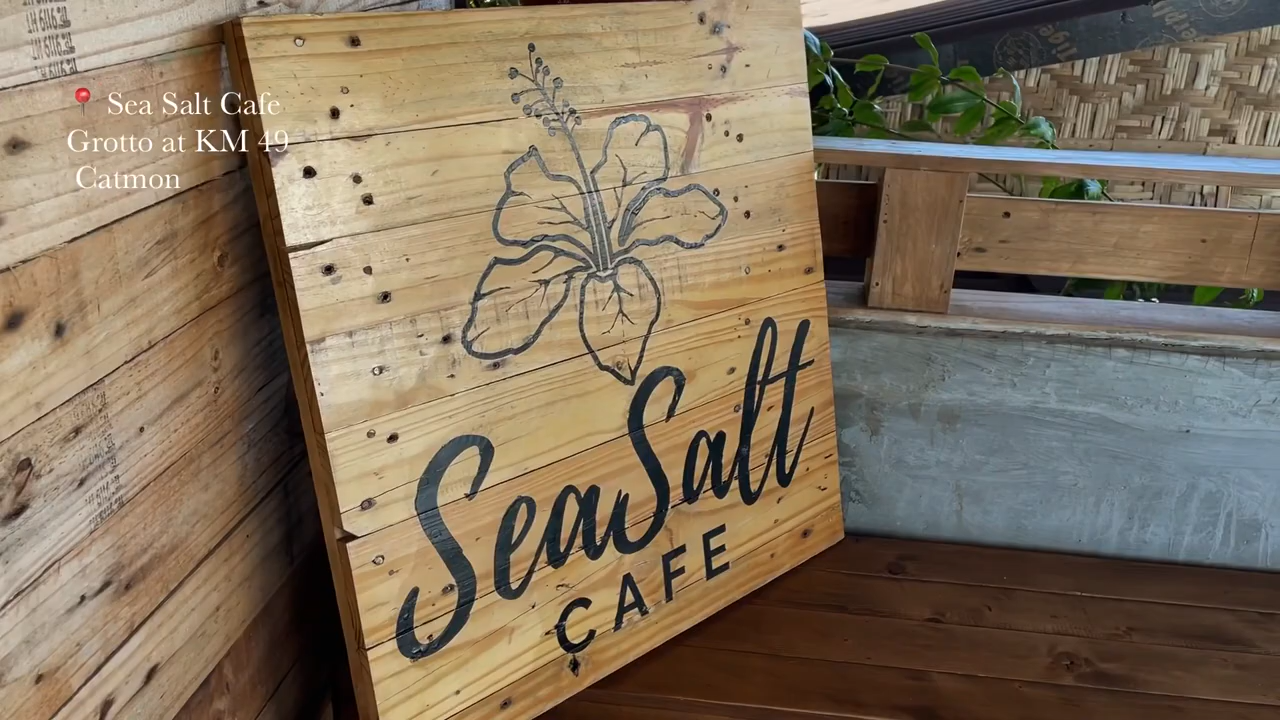 📍 Sea Salt Cafe
Grotto at KM 49
Catmon
SeaSalt
CAFE